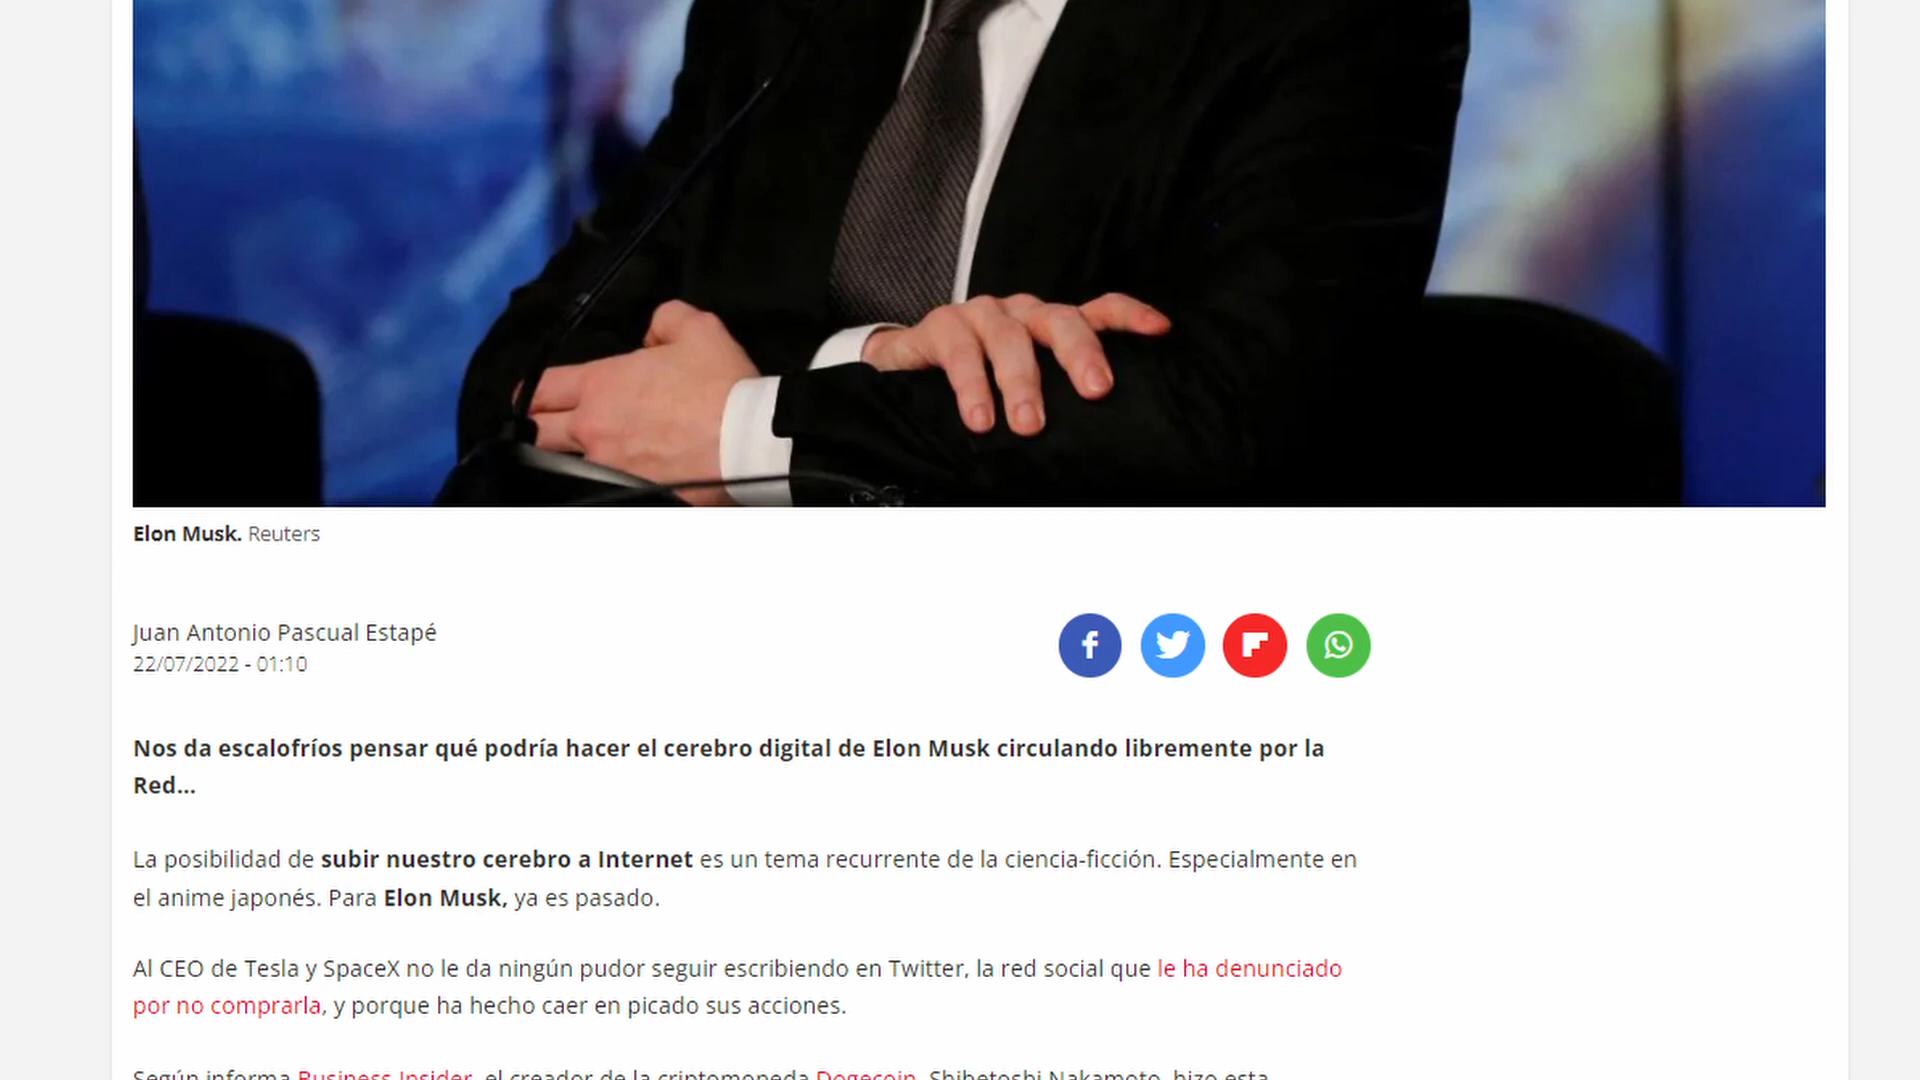 Elon Musk. Reuters
Juan Antonio Pascual Estapé
22/07/2022 - 01:10
Nos da escalofríos pensar qué podría hacer el cerebro digital de Elon Musk circulando libremente por la
Red...
La posibilidad de subir nuestro cerebro a Internet es un tema recurrente de la ciencia-ficción. Especialmente en
el anime japonés. Para Elon Musk, ya es pasado.
Al CEO de Tesla y SpaceX no le da ningún pudor seguir escribiendo en Twitter, la red social que le ha denunciado
por no comprarla, y porque ha hecho caer en picado sus acciones.
Según informa Business Insider, el creador de la criptomoneda Dogecoin, Shibetoshi Nakamoto, hizo esta